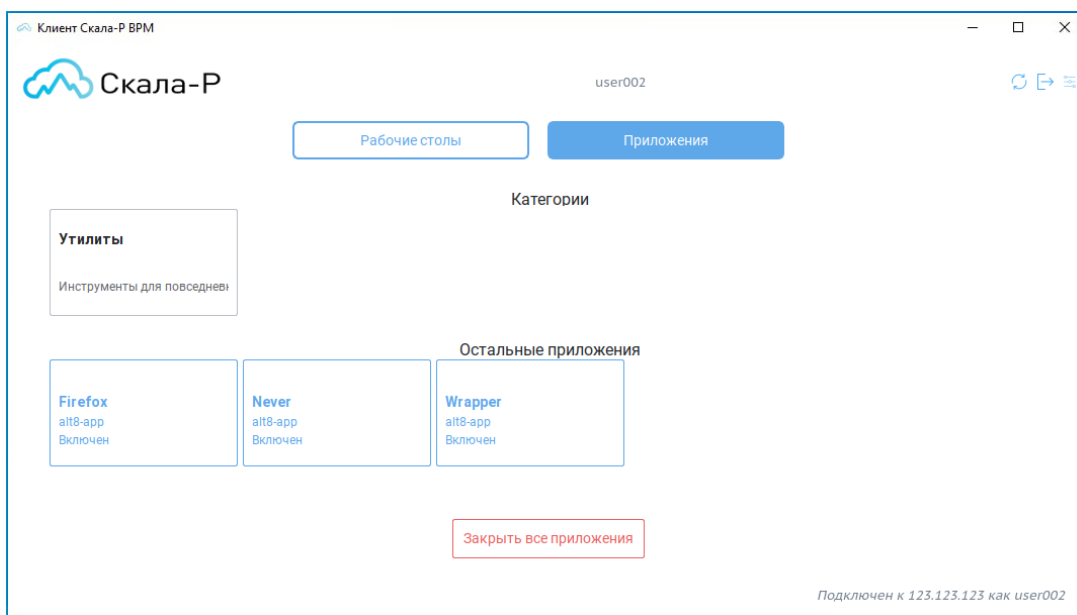 Клиент Скала-Р ВРМ
Скала-Р
user002
Рабочие столы
Приложения
Категории
Утилиты
Инструменты для повседневн
Остальные приложения
Firefox
alt8-app
Включен
Never
alt8-app
Включен
Wrapper
alt8-app
Включен
Закрыть все приложения
Подключен к 123.123.123 как user002